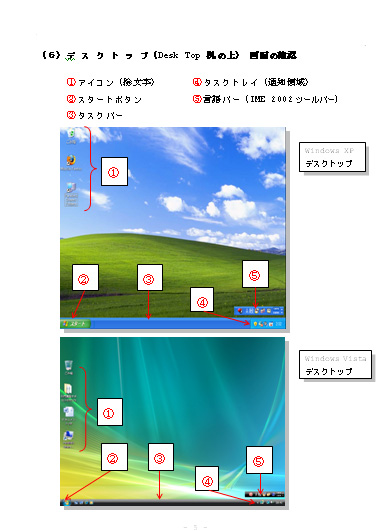 (6) デ ス ク ト ッ プ (Desk Top 机の上) 画面の確認
①アイコン (絵文字)
④タスクトレイ (通知領域)
②スタートボタン
⑤言語バー (IME 2002ツールバー)
③タスクバー
Windows XP
デスクトップ
①
⑤
②
③
④
スタート
Windows Vista
デスクトップ
①
②
③
⑤
④
- 5 -